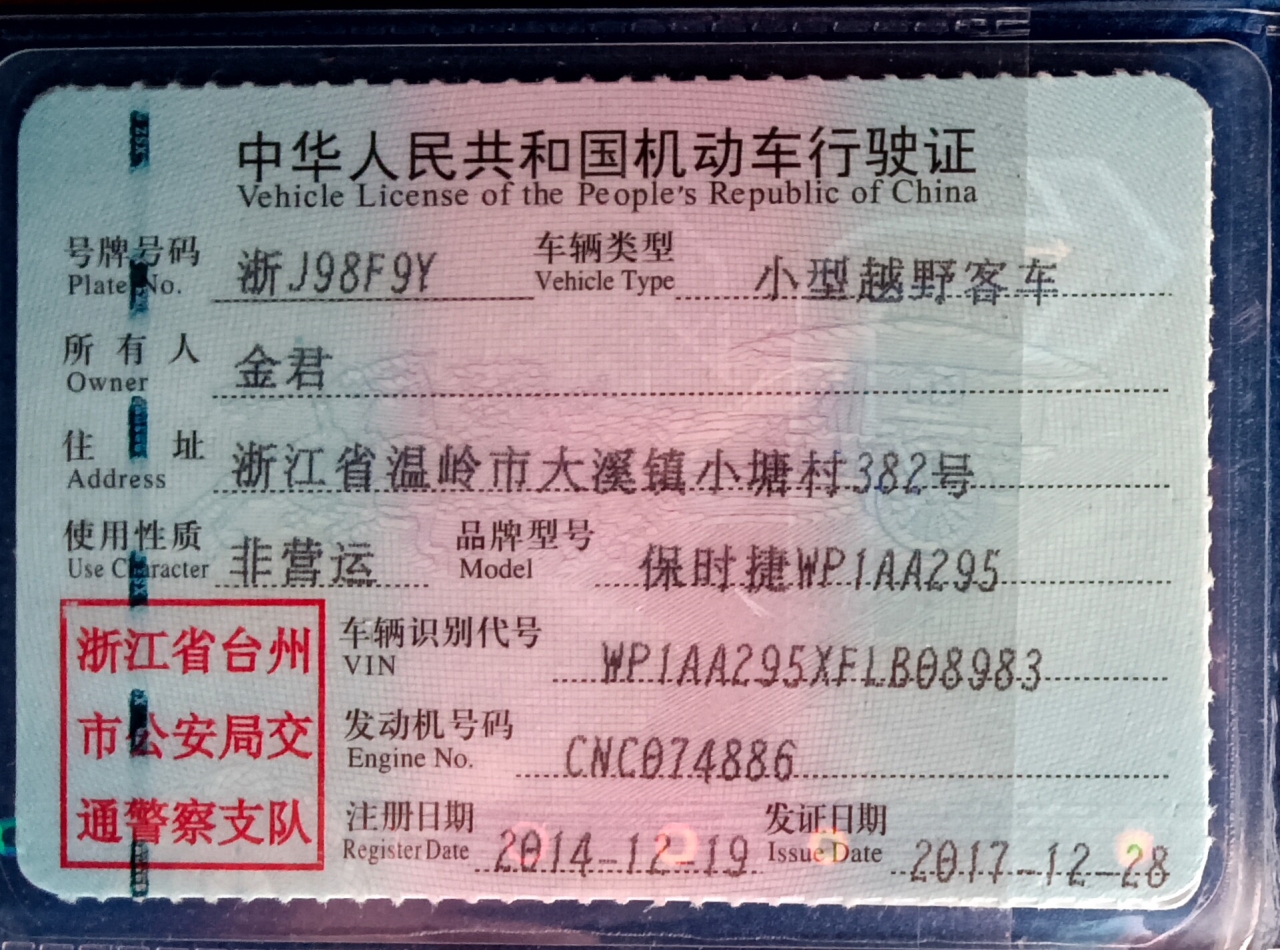 中华人民共和国机动车行驶证
Vehicle License of the People's Republic of China
号牌号码 浙J98F9Y 车辆类型 小型越野客车
Plate No. Vehicle Type
所有人 金君
Owner
住址 浙江省温岭市大溪镇小塘村382号
Address
使用性质 非营运 品牌型号 保时捷WP1AA295
Use Character Model
浙江省台州
市公安局交
通警察支队
车辆识别代号 WP1AA295XFLB08983
VIN
发动机号码 CNC074886
Engine No.
注册日期 2014-12-19 发证日期 2017-12-28
Register Date Issue Date